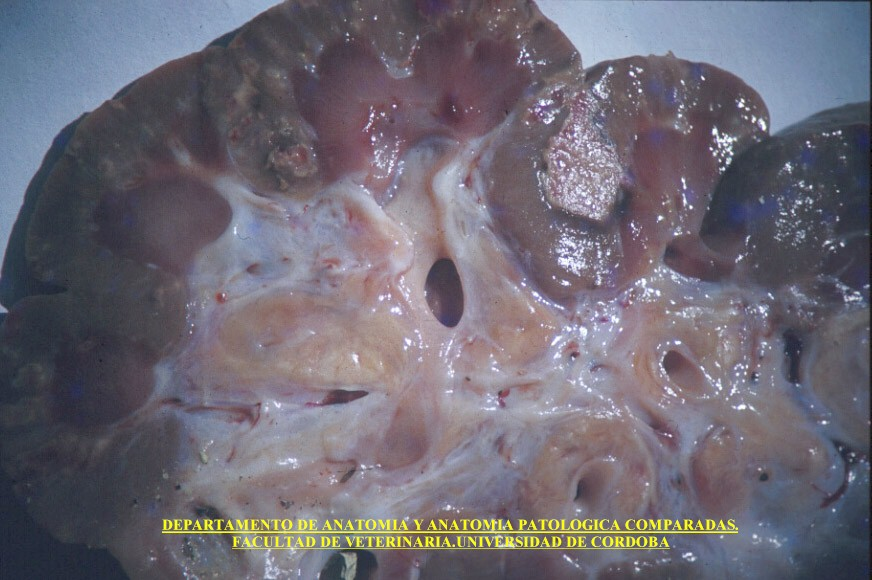 DEPARTAMENTO DE ANATOMIA Y ANATOMIA PATOLOGICA COMPARADAS.
FACULTAD DE VETERINARIA.UNIVERSIDAD DE CORDOBA